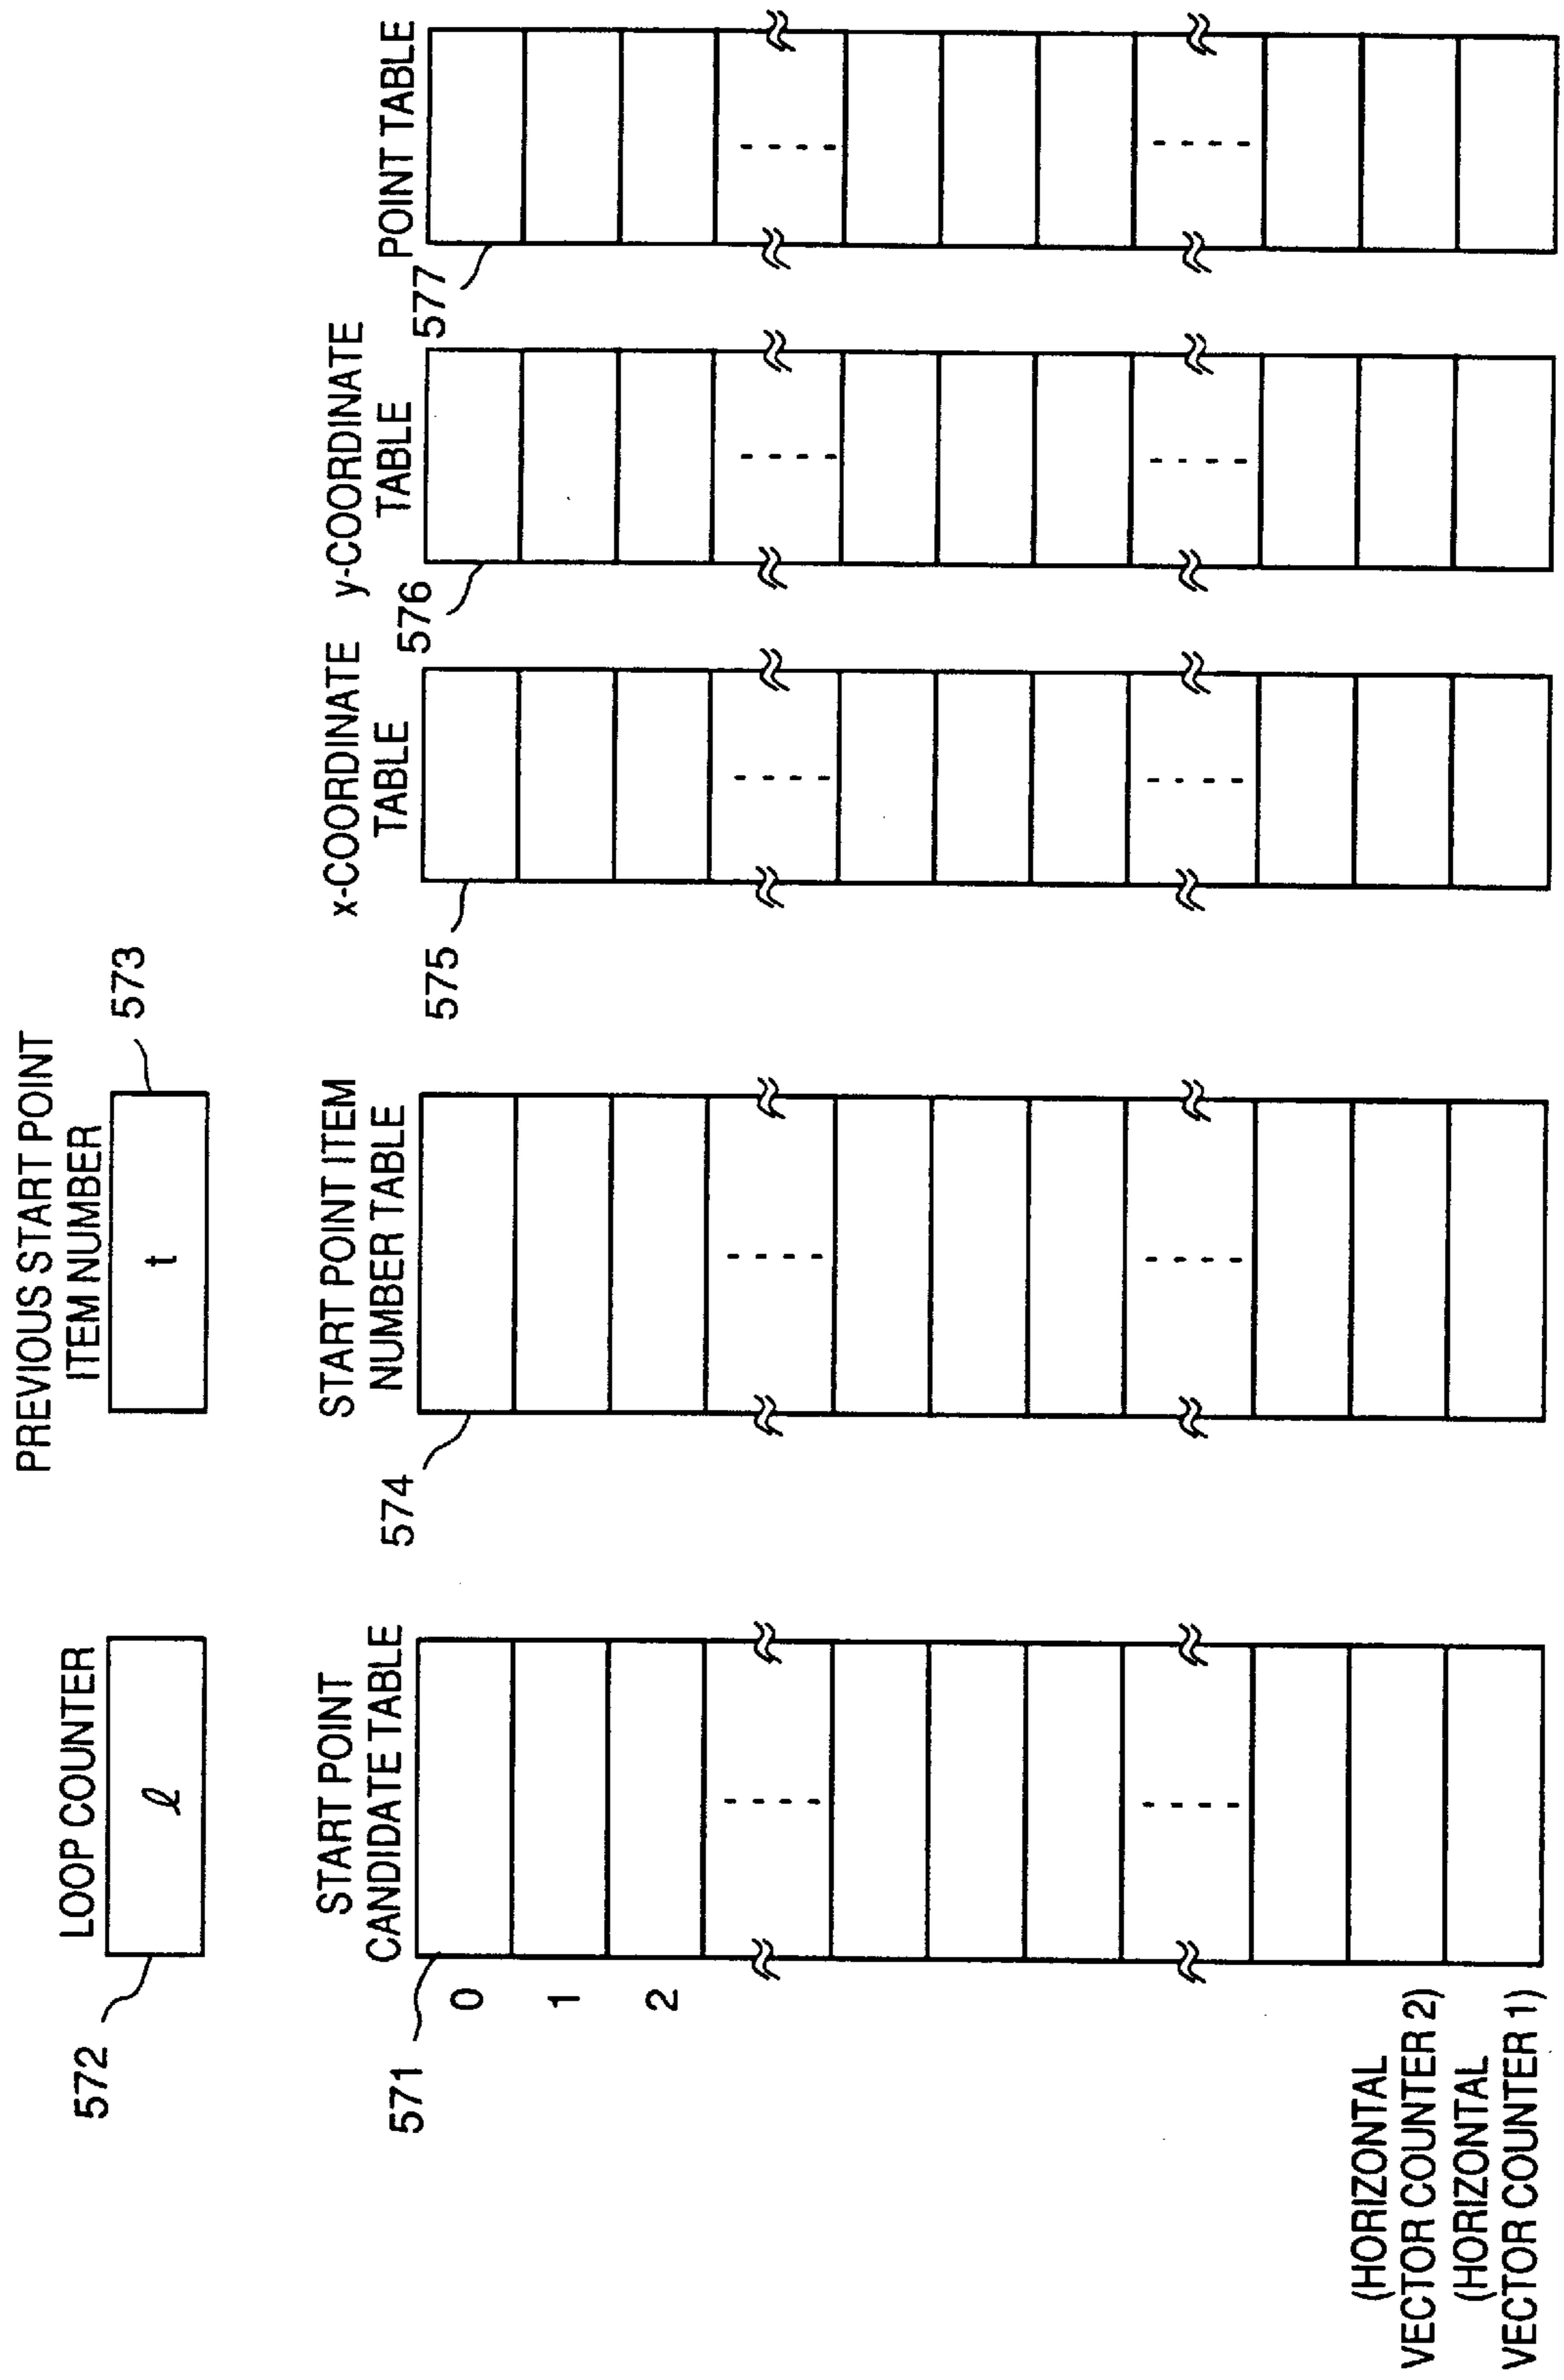 LOOP COUNTER
572
ℓ
PREVIOUS START POINT
ITEM NUMBER
573
t
START POINT
CANDIDATE TABLE
571
START POINT ITEM
NUMBER TABLE
574
x-COORDINATE
TABLE
575
y-COORDINATE
TABLE
576
POINT TABLE
577
0
1
2
(HORIZONTAL
VECTOR COUNTER 2)
(HORIZONTAL
VECTOR COUNTER 1)